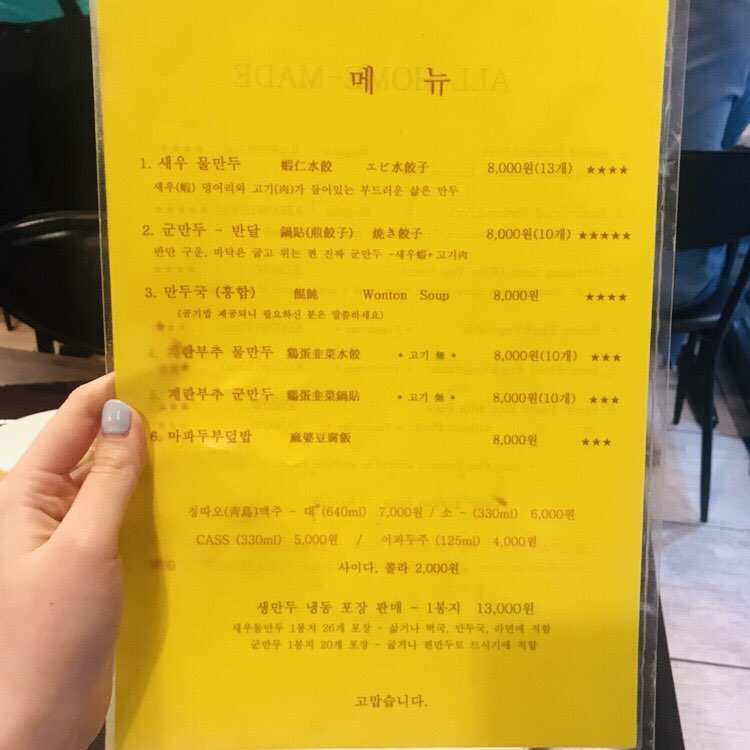 메 뉴
1. 새우 물만두 蝦仁水餃 エビ水餃子 8,000원(13개) ★★★★
새우(蝦) 덩어리와 고기(肉)가 들어있는 부드러운 삶은 만두
2. 군만두 - 반달 鍋貼(煎餃子) 焼き餃子 8,000원(10개) ★★★★★
반만 구운, 바닥은 굽고 위는 찐 진짜 군만두 -새우蝦+고기肉
3. 만두국 (홍합) 餛飩 Wonton Soup 8,000원 ★★★★
(공기밥 제공되니 필요하신 분은 말씀하세요)
4. 계란부추 물만두 鶏蛋韭菜水餃 * 고기 無 * 8,000원(10개) ★★★
5. 계란부추 군만두 鶏蛋韭菜鍋貼 * 고기 無 * 8,000원(10개) ★★★
6. 마파두부덮밥 麻婆豆腐飯 8,000원 ★★★
칭따오(靑島)맥주 - 대 (640ml) 7,000원 / 소 - (330ml) 6,000원
CASS (330ml) 5,000원 / 이과두주 (125ml) 4,000원
사이다, 콜라 2,000원
생만두 냉동 포장 판매 - 1봉지 13,000원
새우물만두 1봉지 26개 포장 - 삶거나 떡국, 만두국, 라면에 적합
군만두 1봉지 20개 포장 - 굽거나 찐만두로 드시기에 적합
고맙습니다.